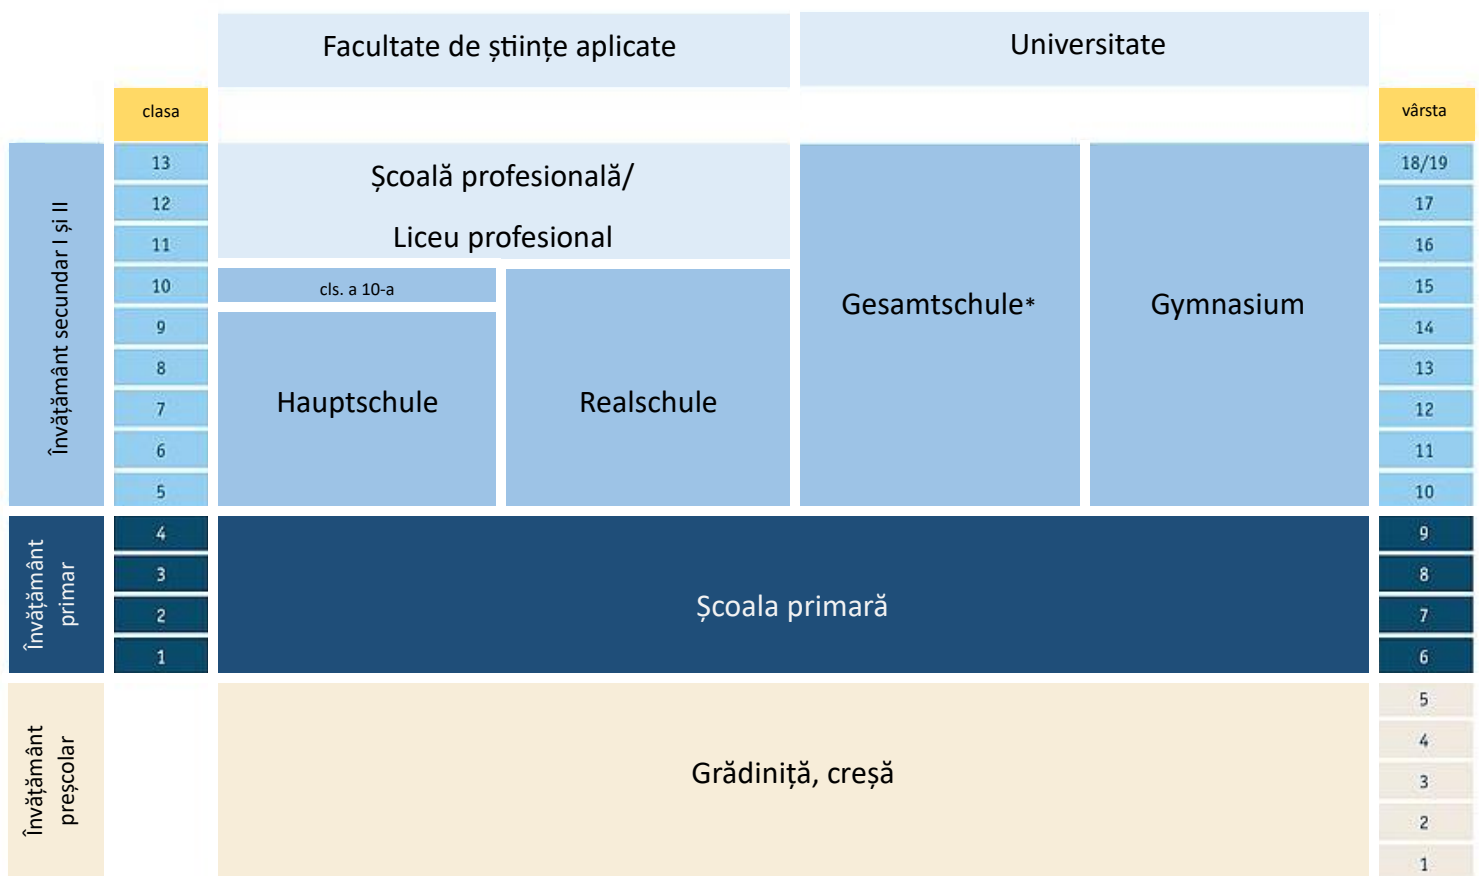 Facultate de științe aplicate
Universitate
clasa
vârsta
Învățământ secundar I și II
13
12
11
10
9
8
7
6
5
Școală profesională/
Liceu profesional
cls. a 10-a
Hauptschule
Realschule
Gesamtschule*
Gymnasium
18/19
17
16
15
14
13
12
11
10
Învățământ
primar
4
3
2
1
Școala primară
9
8
7
6
Învățământ
preșcolar
Grădiniță, creșă
5
4
3
2
1